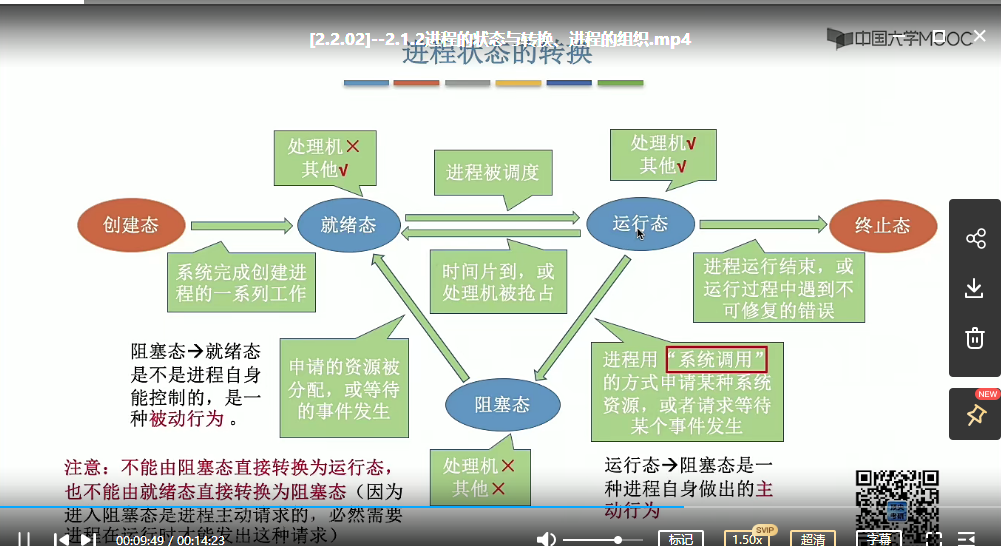 [2.2.02]--2.1.2进程的状态与转换、进程的组织.mp4
中国大学MOOC
进程状态的转换
处理机×
其他√
进程被调度
处理机√
其他√
创建态
就绪态
运行态
终止态
系统完成创建进
程的一系列工作
时间片到，或
处理机被抢占
进程运行结束，或
运行过程中遇到不
可修复的错误
阻塞态→就绪态
是不是进程自身
能控制的，是一
种被动行为。
申请的资源被
分配，或等待
的事件发生
阻塞态
进程用“系统调用”
的方式申请某种系统
资源，或者请求等待
某个事件发生
处理机×
其他×
运行态→阻塞态是一
种进程自身做出的主
动行为
注意：不能由阻塞态直接转换为运行态，
也不能由就绪态直接转换为阻塞态（因为
进入阻塞态是进程主动请求的，必然需要
进程在运行时才能发出这种请求）
NEW
00:09:49 / 00:14:23
标记
1.50x
SVIP
超清
字幕